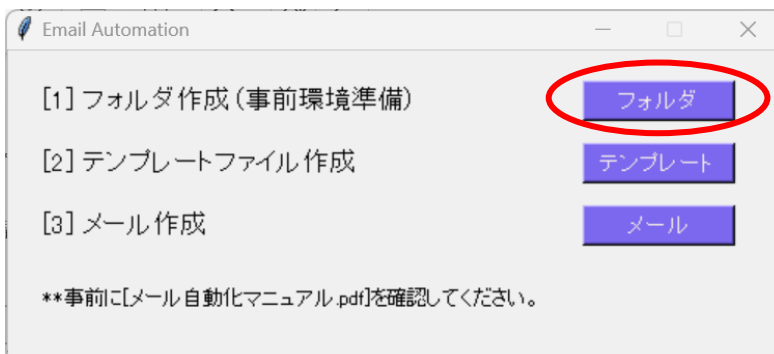 Email Automation
[1] フォルダ作成(事前環境準備) フォルダ
[2] テンプレートファイル作成 テンプレート
[3] メール作成 メール
**事前に[メール自動化マニュアル.pdf]を確認してください。